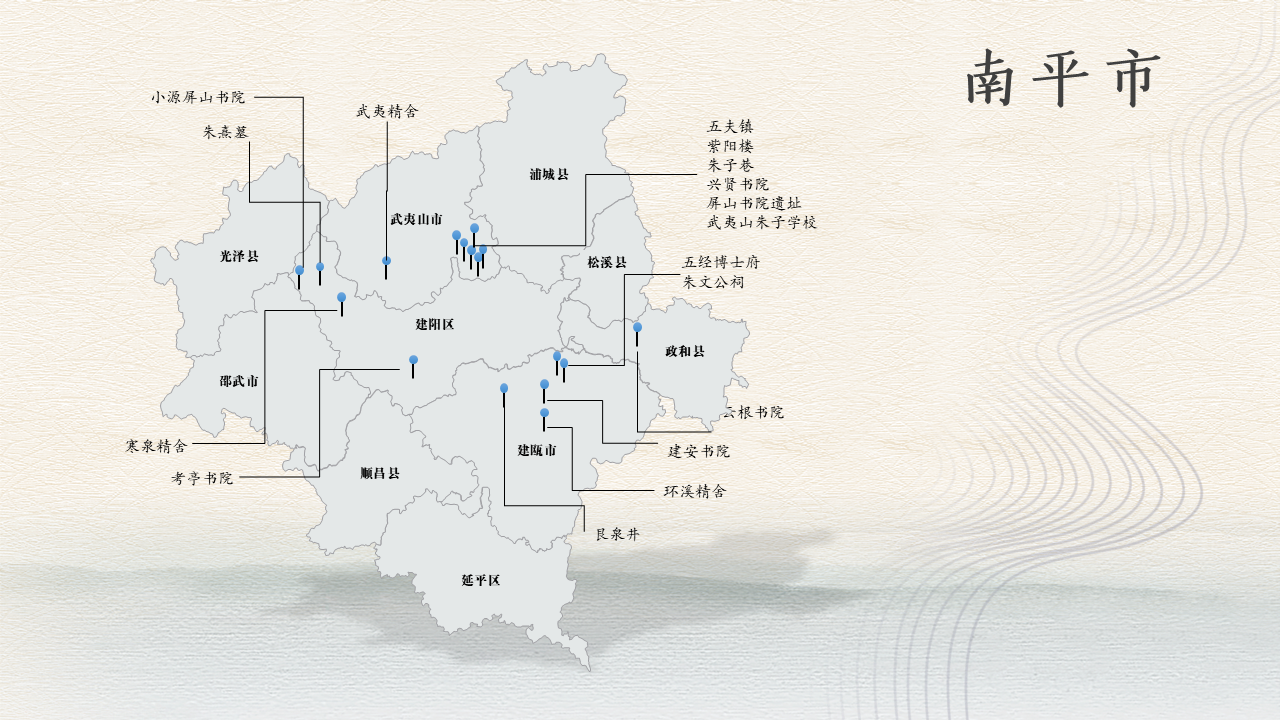 南平市
小源屏山书院
朱熹墓
武夷精舍
五夫镇
紫阳楼
朱子巷
兴贤书院
屏山书院遗址
武夷山朱子学校
浦城县
武夷山市
光泽县
松溪县
五经博士府
朱文公祠
建阳区
政和县
邵武市
云根书院
寒泉精舍
建瓯市
建安书院
考亭书院
顺昌县
环溪精舍
艮泉井
延平区